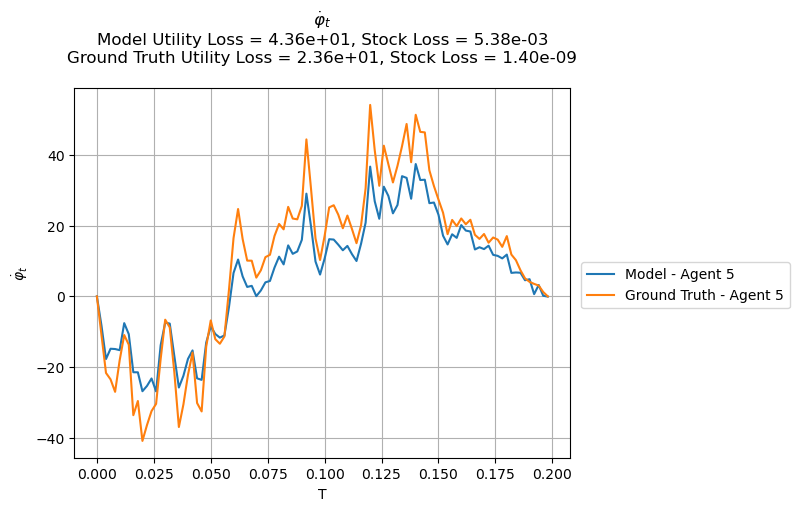 φ̇ₜ
Model Utility Loss = 4.36e+01, Stock Loss = 5.38e-03
Ground Truth Utility Loss = 2.36e+01, Stock Loss = 1.40e-09
φ̇ₜ
40
20
0
−20
−40
0.000 0.025 0.050 0.075 0.100 0.125 0.150 0.175 0.200
T
Model - Agent 5
Ground Truth - Agent 5